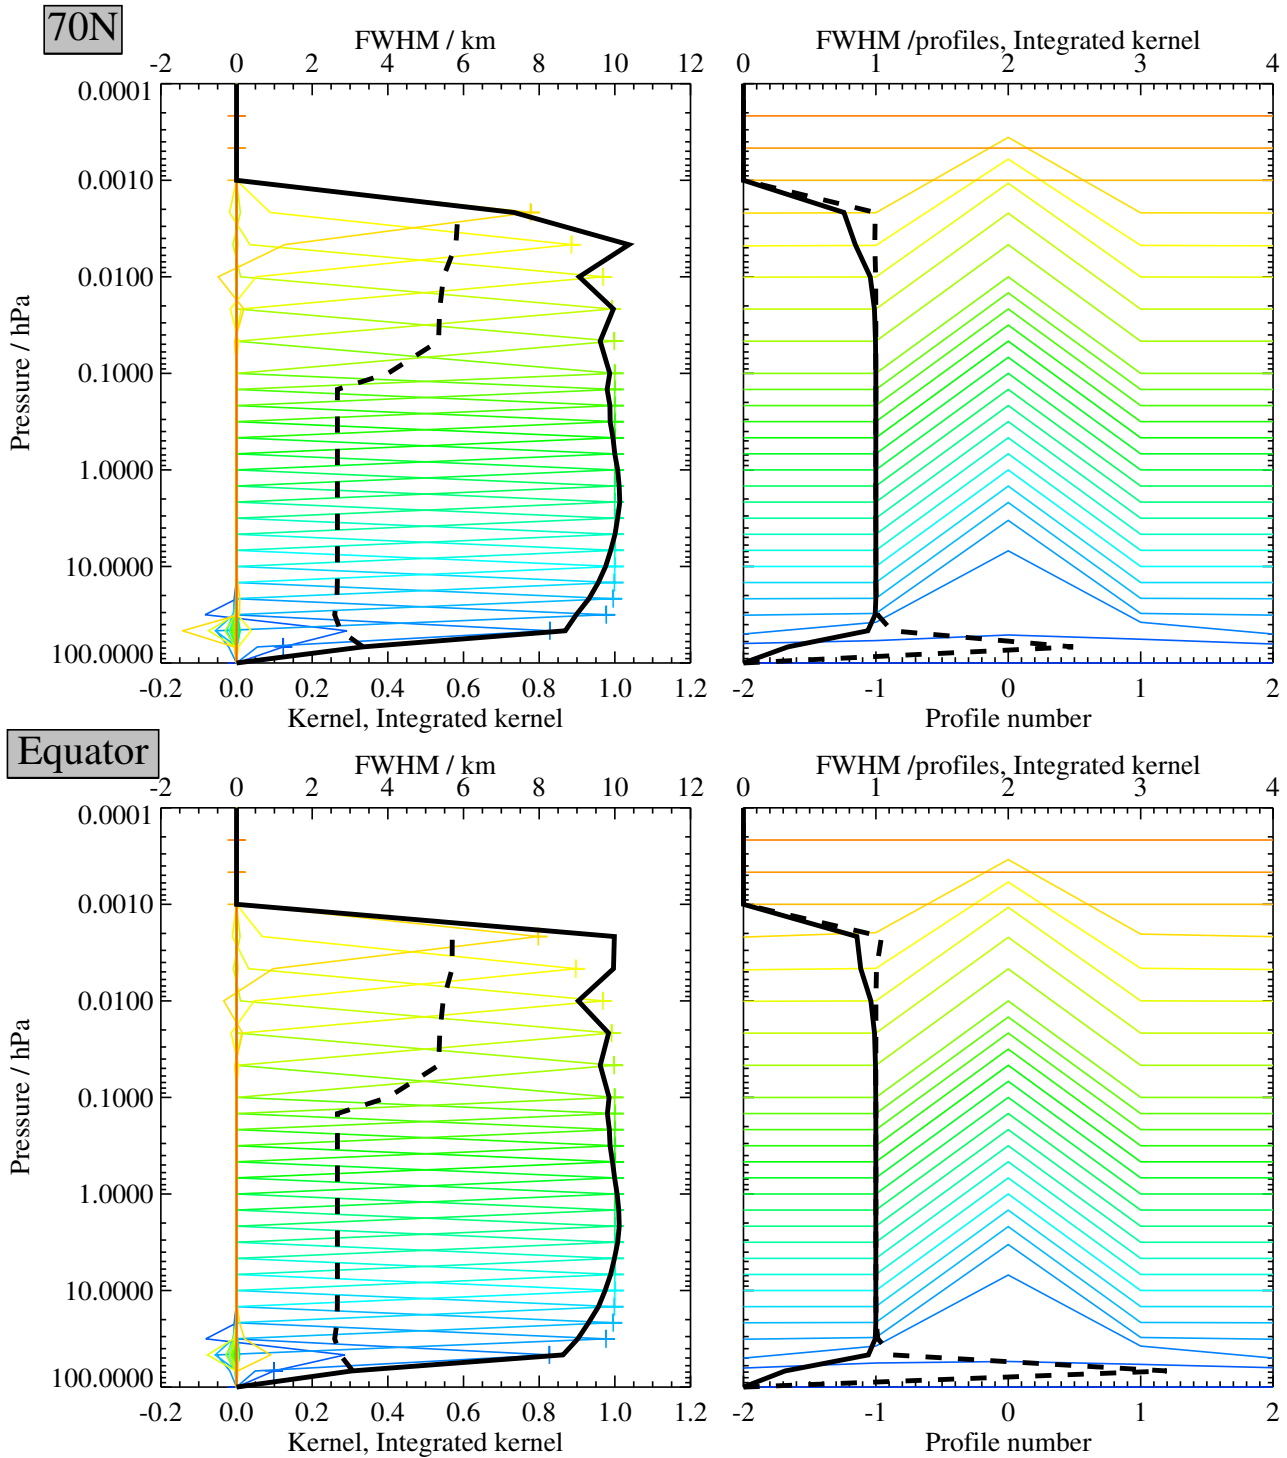 70N
FWHM / km
FWHM /profiles, Integrated kernel
-2 0 2 4 6 8 10 12
0 1 2 3 4
0.0001
0.0010
0.0100
0.1000
1.0000
10.0000
100.0000
Pressure / hPa
-0.2 0.0 0.2 0.4 0.6 0.8 1.0 1.2
-2 -1 0 1 2
Kernel, Integrated kernel
Profile number
Equator
FWHM / km
FWHM /profiles, Integrated kernel
-2 0 2 4 6 8 10 12
0 1 2 3 4
0.0001
0.0010
0.0100
0.1000
1.0000
10.0000
100.0000
Pressure / hPa
-0.2 0.0 0.2 0.4 0.6 0.8 1.0 1.2
-2 -1 0 1 2
Kernel, Integrated kernel
Profile number